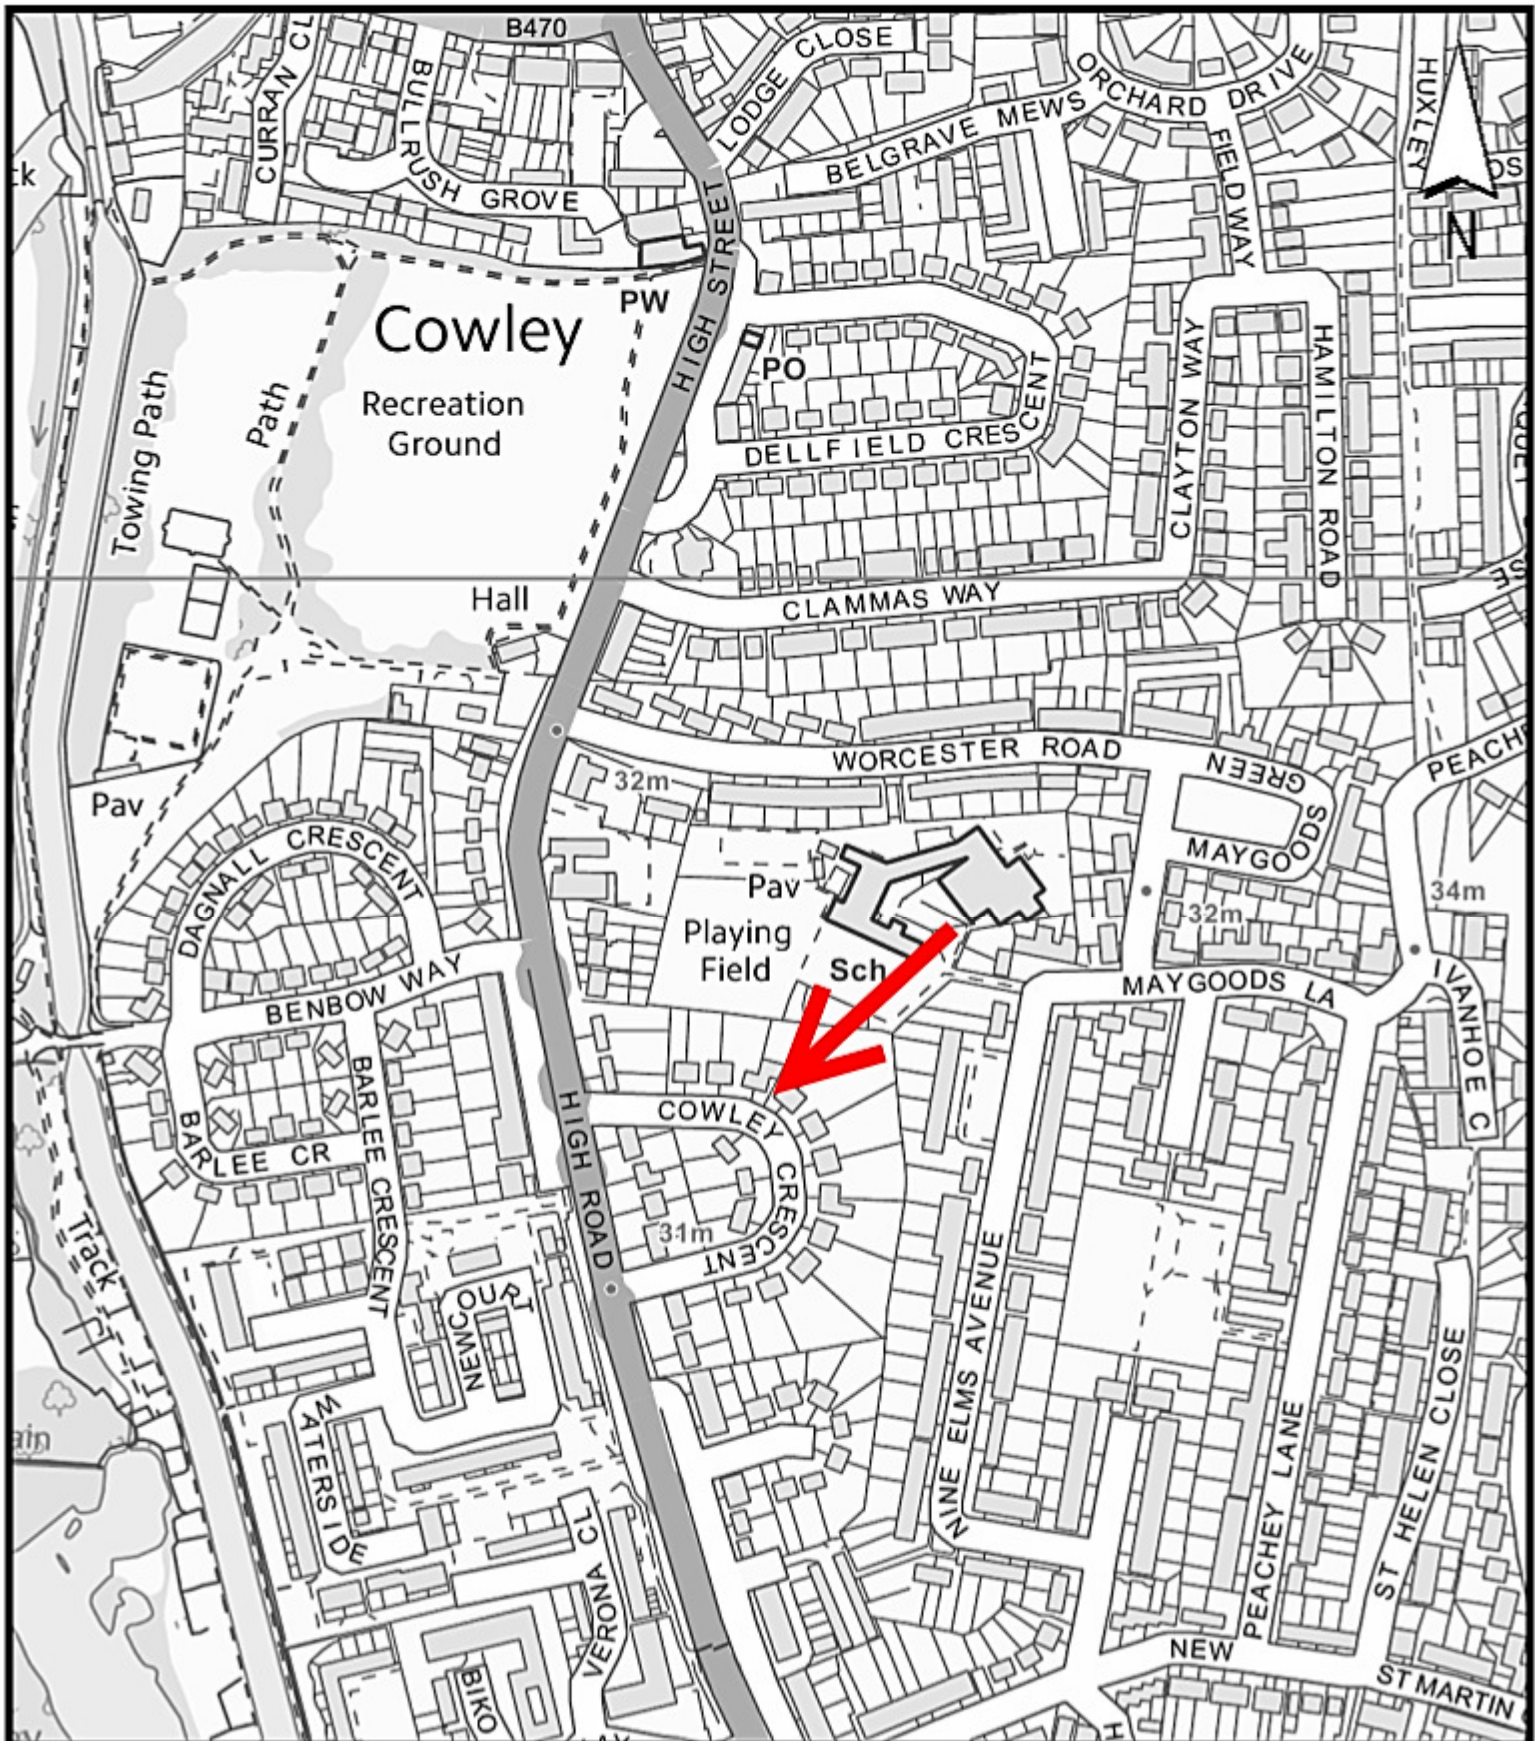 B470
CURRAN CL
BULLRUSH GROVE
LODGE CLOSE
ORCHARD DRIVE
BELGRAVE MEWS
FIELDWAY
HUXLEY
N
HIGH STREET
PW
Cowley
Recreation
Ground
Path
Towing Path
PO
DELLFIELD CRESCENT
CLAYTON WAY
HAMILTON ROAD
Hall
CLAMMAS WAY
WORCESTER ROAD
32m
MAYGOODS GREEN
PEACHE
Pav
DAGNALL CRESCENT
Pav
Playing
Field
Sch
32m
34m
BENBOW WAY
MAYGOODS LA
IVANHOE C
BARLEE CRESCENT
BARLEE CR
HIGH ROAD
COWLEY CRESCENT
31m
Track
NEWCOURT
NINE ELMS AVENUE
WATERSIDE
VERONA CL
PEACHEY LANE
ST HELEN CLOSE
BIKO
NEW
ST MARTIN